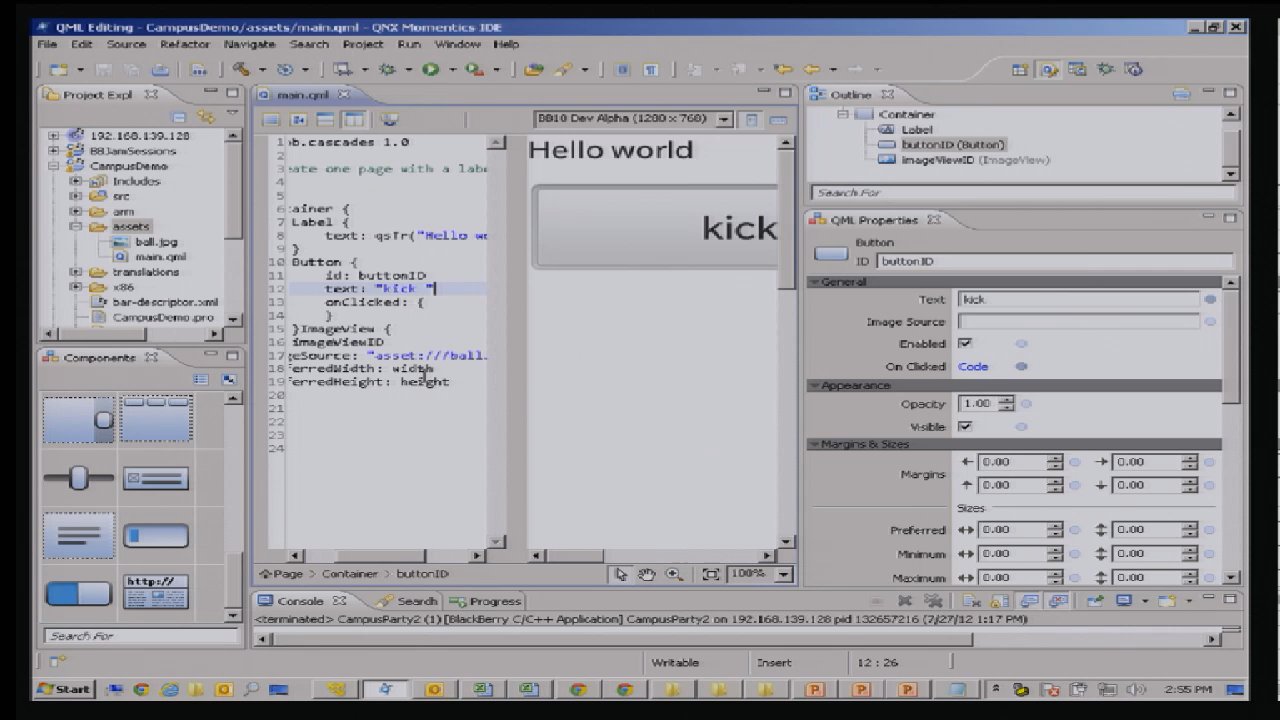 QML Editing - CampusDemo/assets/main.qml - QNX Momentics IDE
File Edit Source Refactor Navigate Search Project Run Window Help
Project Expl
192.168.139.128
BBJamSessions
CampusDemo
Includes
src
arm
assets
ball.jpg
main.qml
translations
x86
bar-descriptor.xml
CampusDemo.pro
Components
http://
Search For
main.qml
BB10 Dev Alpha (1280 x 768)
1 bb.cascades 1.0
2
3 eate one page with a labe
4
5
6 tainer {
7 Label {
8 text: qsTr("Hello wo
9 }
10 Button {
11 id: buttonID
12 text: "kick "
13 onClicked: {
14 }
15 }ImageView {
16 imageViewID
17 geSource: "asset:///ball.
18 ferredWidth: width
19 ferredHeight: height
20
21
22
23
24
Hello world
kick
Page > Container > buttonID
100%
Outline
Container
Label
buttonID (Button)
imageViewID (ImageView)
Search For
QML Properties
Button
ID buttonID
General
Text kick
Image Source
Enabled
On Clicked Code
Appearance
Opacity 1.00
Visible
Margins & Sizes
Margins 0.00 0.00
0.00 0.00
Sizes
Preferred 0.00 0.00
Minimum 0.00 0.00
Maximum 0.00 0.00
Console Search Progress
<terminated> CampusParty2 (1) [BlackBerry C/C++ Application] CampusParty2 on 192.168.139.128 pid 132657216 (7/27/12 1:17 PM)
Writable Insert 12 : 26
Start 2:55 PM